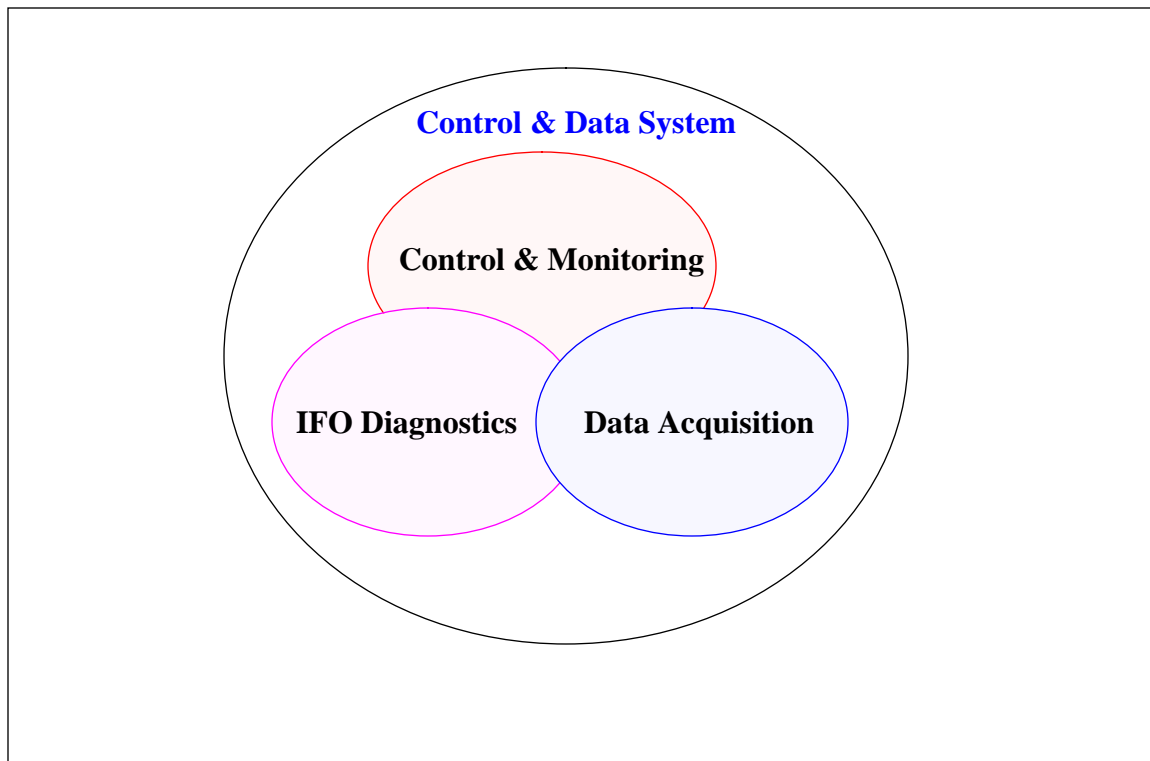 Control & Data System
Control & Monitoring
IFO Diagnostics
Data Acquisition